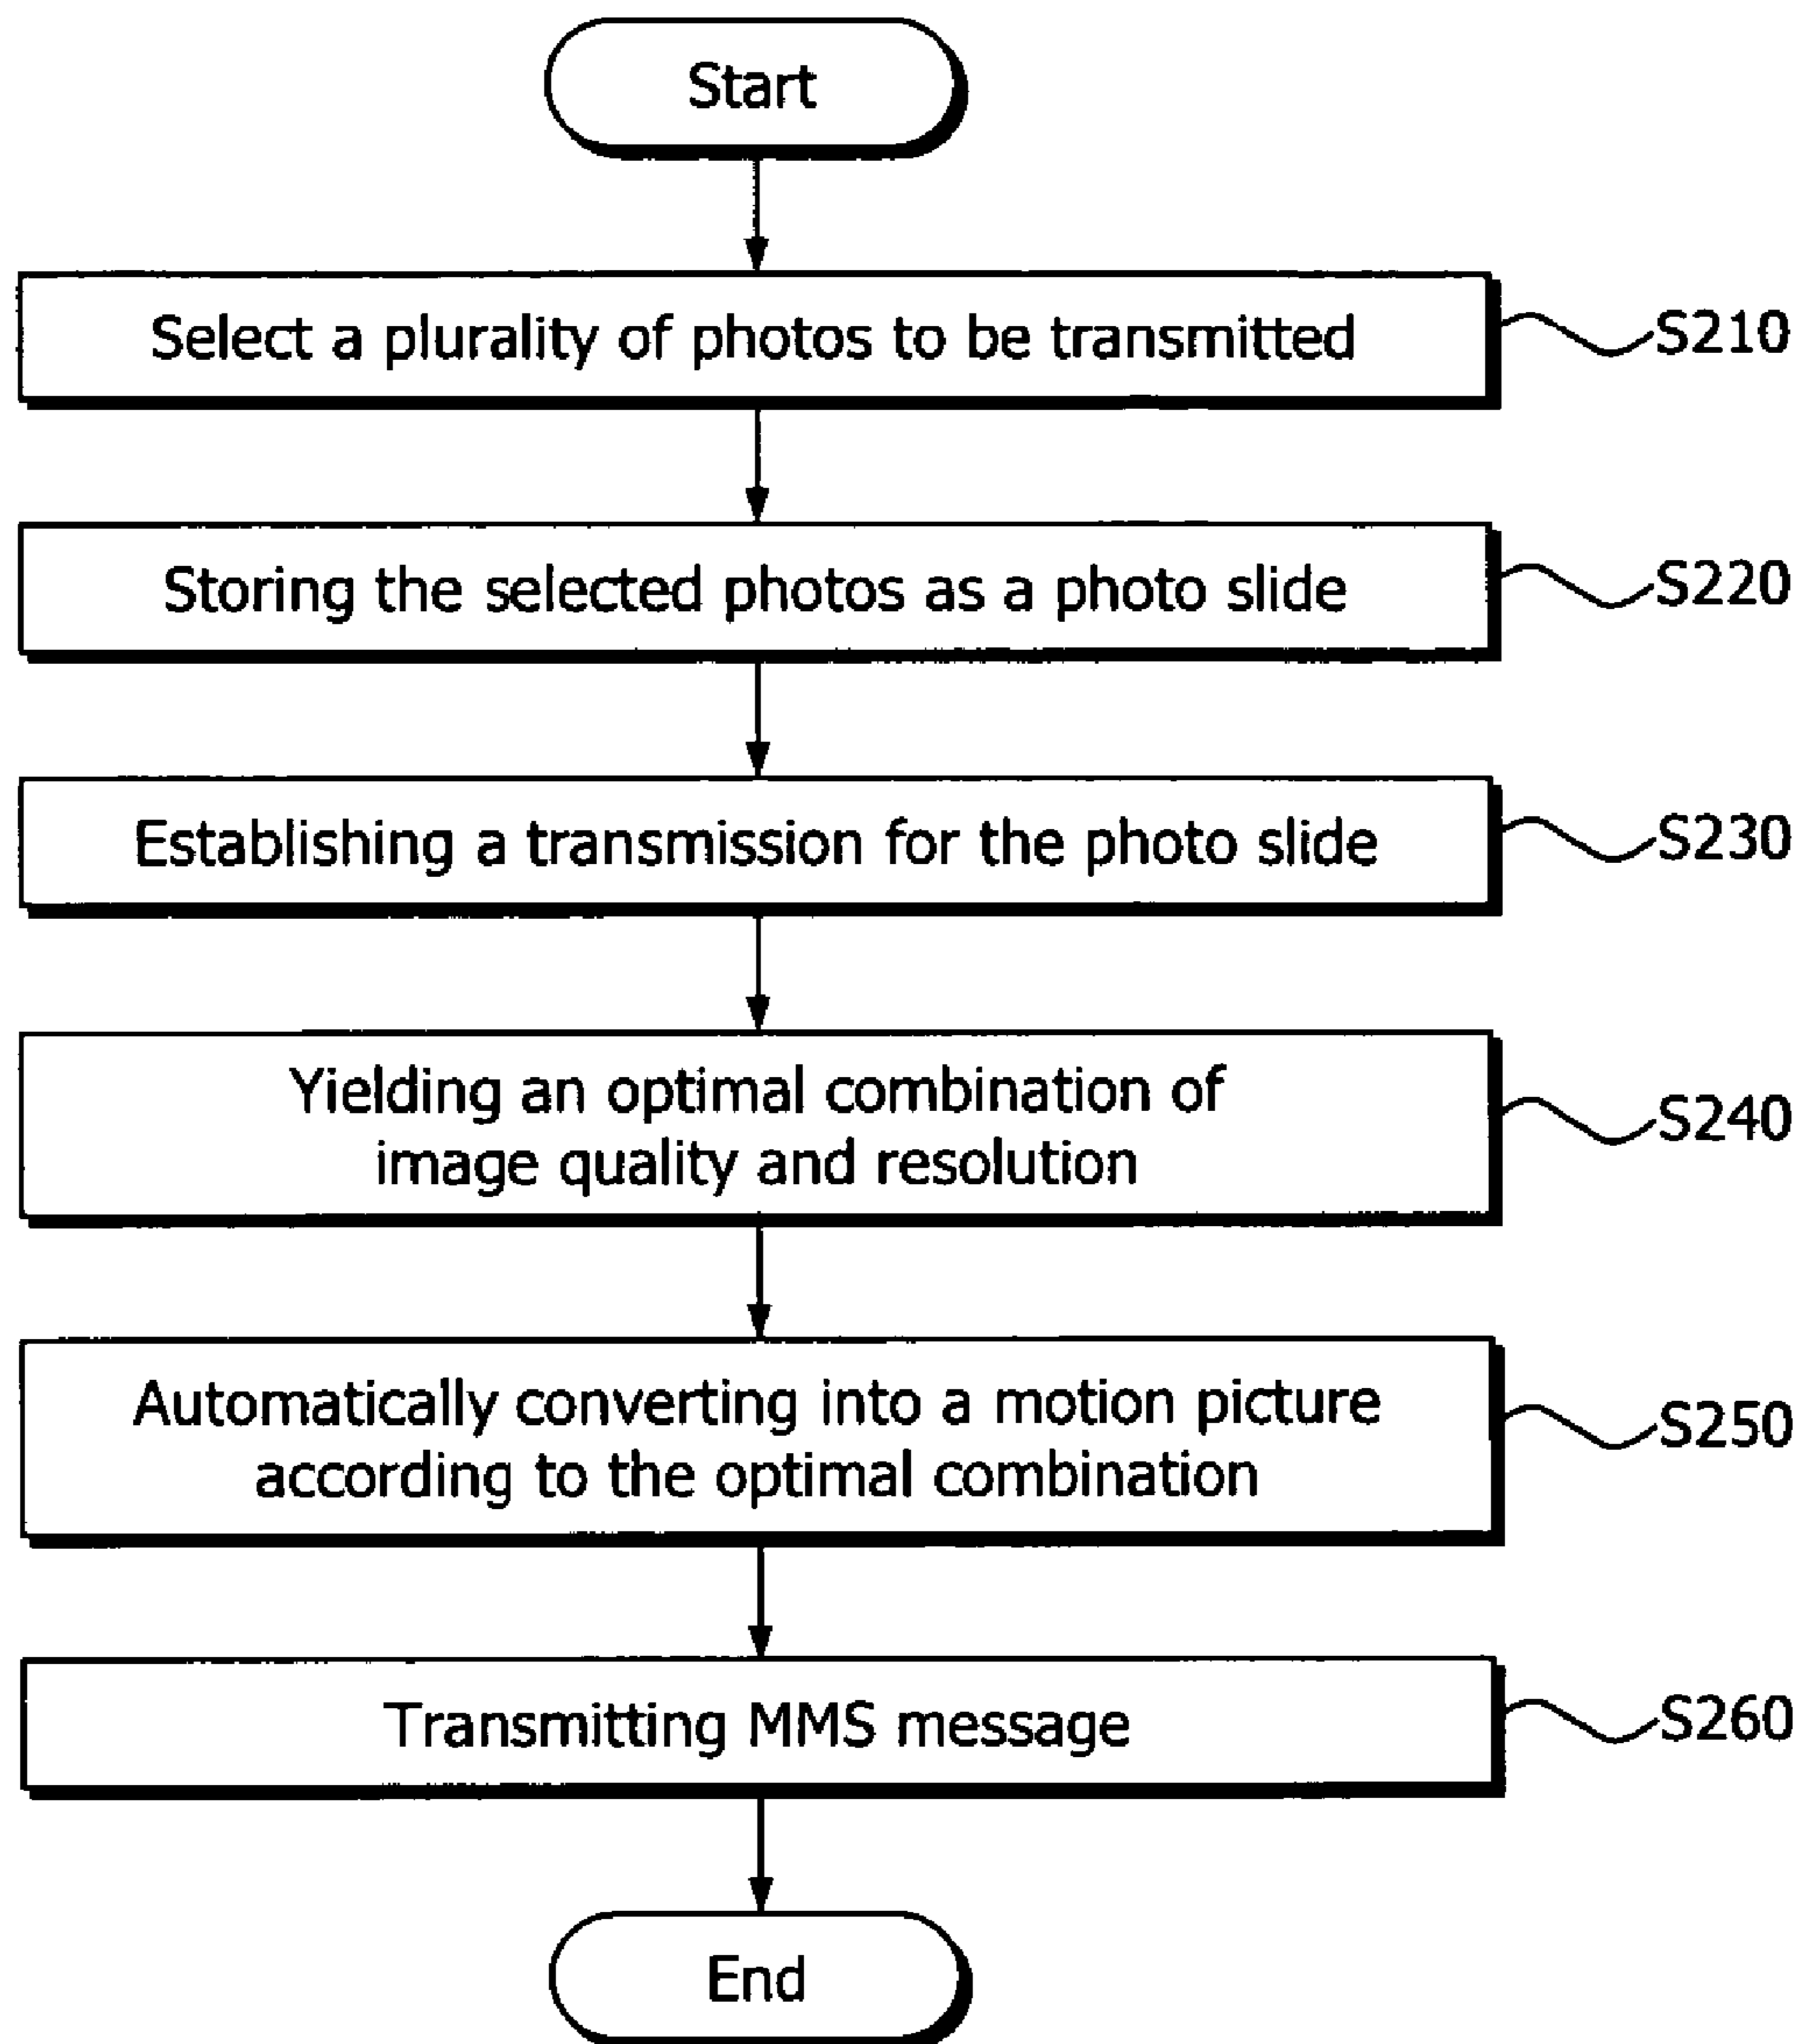 Start
Select a plurality of photos to be transmitted
S210
Storing the selected photos as a photo slide
S220
Establishing a transmission for the photo slide
S230
Yielding an optimal combination of
image quality and resolution
S240
Automatically converting into a motion picture
according to the optimal combination
S250
Transmitting MMS message
S260
End